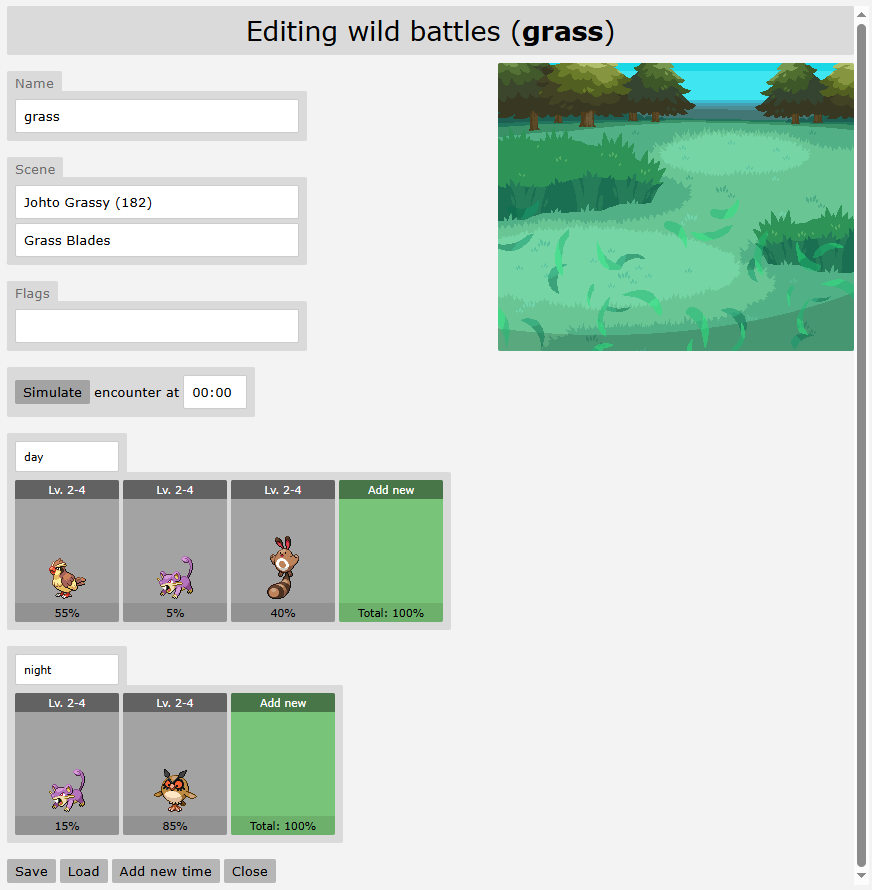 Editing wild battles (grass)
Name
grass
Scene
Johto Grassy (182)
Grass Blades
Flags
Simulate encounter at 00:00
day
Lv. 2-4 Lv. 2-4 Lv. 2-4 Add new
55% 5% 40% Total: 100%
night
Lv. 2-4 Lv. 2-4 Add new
15% 85% Total: 100%
Save Load Add new time Close